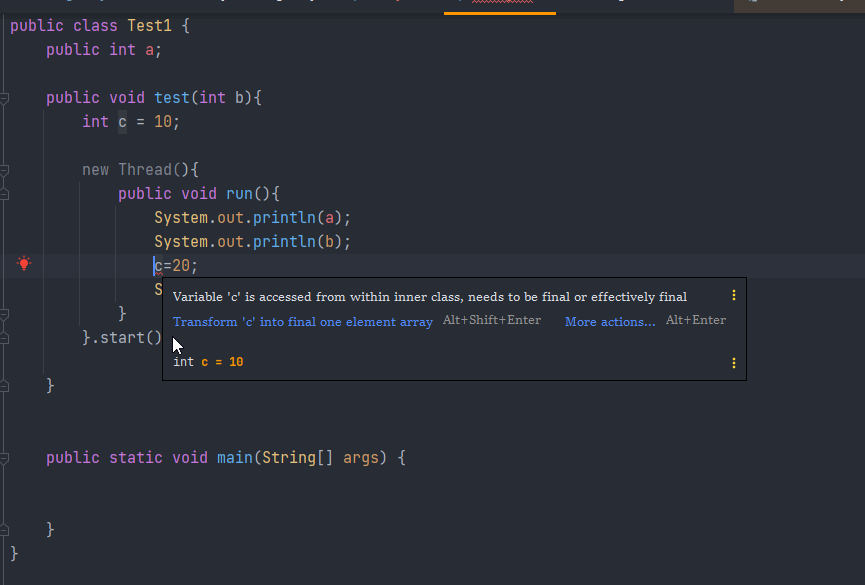 public class Test1 {
public int a;
public void test(int b){
int c = 10;
new Thread(){
public void run(){
System.out.println(a);
System.out.println(b);
c=20;
S
Variable 'c' is accessed from within inner class, needs to be final or effectively final
Transform 'c' into final one element array Alt+Shift+Enter More actions... Alt+Enter
}
}.start()
int c = 10
}
public static void main(String[] args) {
}
}